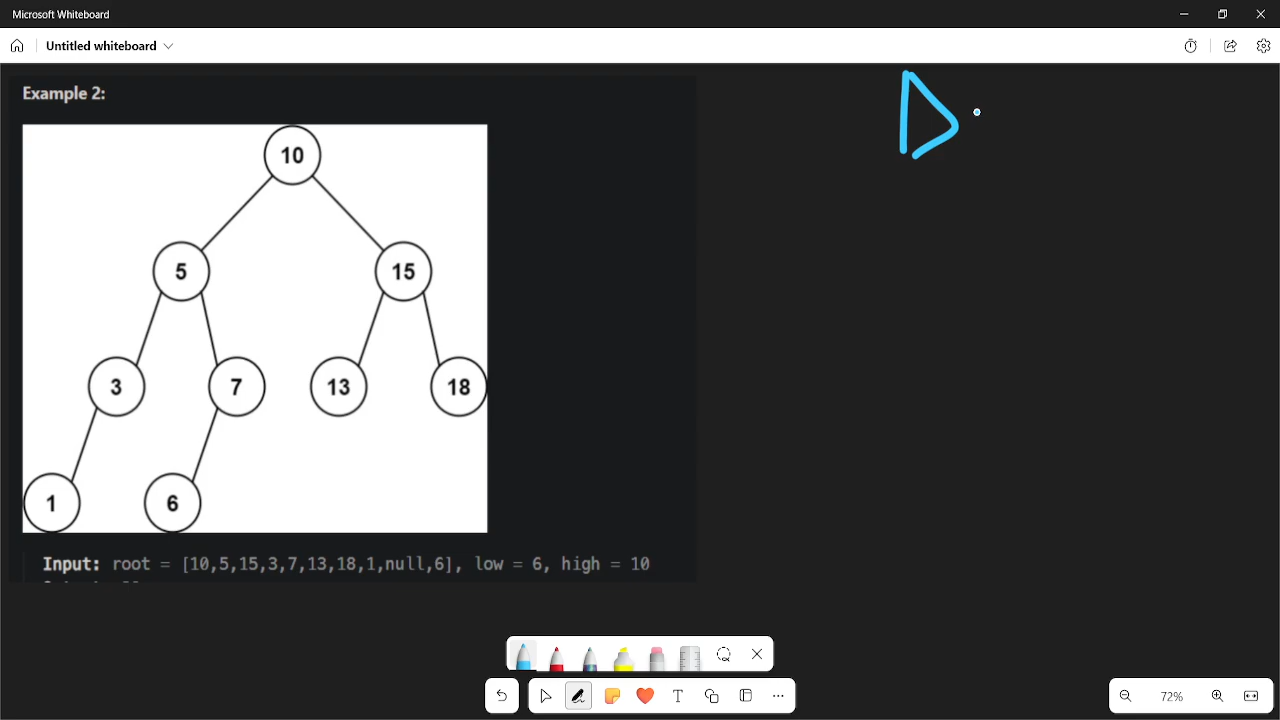 Microsoft Whiteboard
Untitled whiteboard
Example 2:
10
5 15
3 7 13 18
1 6
Input: root = [10,5,15,3,7,13,18,1,null,6], low = 6, high = 10
D
72%